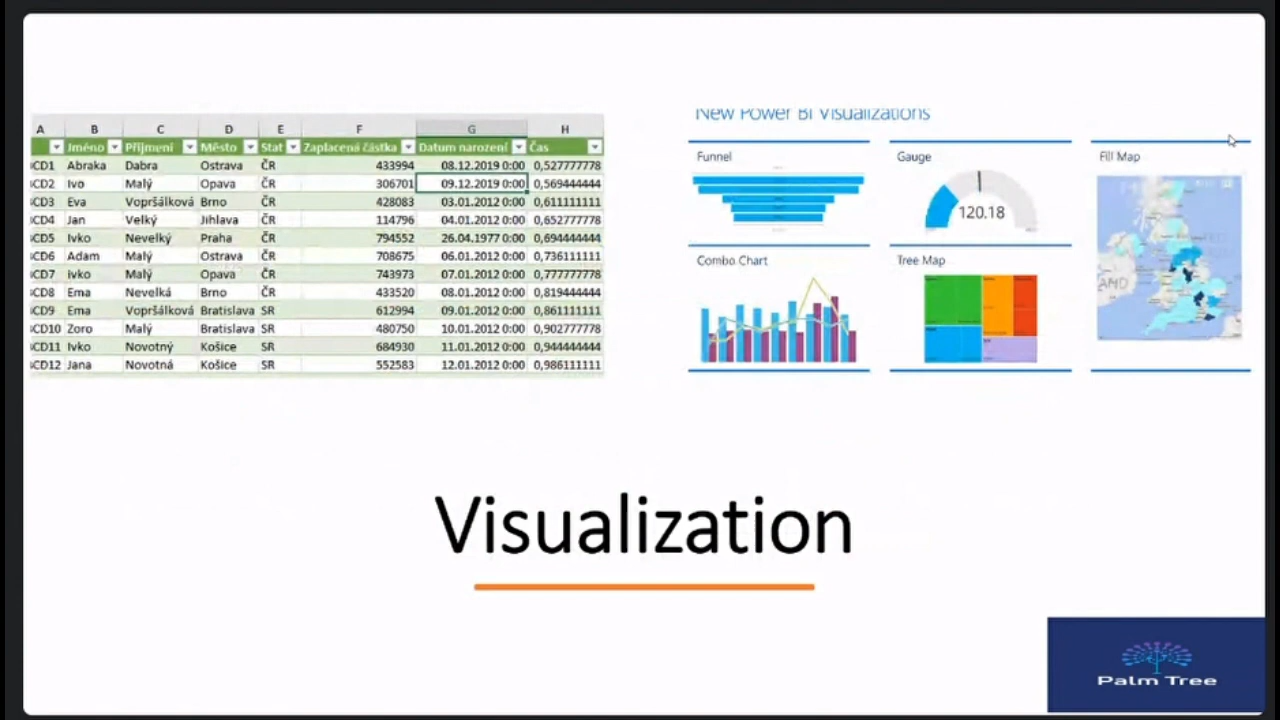 A B C D E F G H
Jméno Příjmení Město Stat Zaplacená částka Datum narození Čas
CD1 Abraka Dabra Ostrava ČR 433994 08.12.2019 0:00 0,527777778
CD2 Ivo Malý Opava ČR 306701 09.12.2019 0:00 0,569444444
CD3 Eva Vopršálková Brno ČR 428083 03.01.2012 0:00 0,611111111
CD4 Jan Velký Jihlava ČR 114796 04.01.2012 0:00 0,652777778
CD5 Ivko Nevelký Praha ČR 794552 26.04.1977 0:00 0,694444444
CD6 Adam Malý Ostrava ČR 708675 06.01.2012 0:00 0,736111111
CD7 Ivko Malý Opava ČR 743973 07.01.2012 0:00 0,777777778
CD8 Ema Nevelká Brno ČR 433520 08.01.2012 0:00 0,819444444
CD9 Ema Vopršálková Bratislava SR 612994 09.01.2012 0:00 0,861111111
CD10 Zoro Malý Bratislava SR 480750 10.01.2012 0:00 0,902777778
CD11 Ivko Novotný Košice SR 684930 11.01.2012 0:00 0,944444444
CD12 Jana Novotná Košice SR 552583 12.01.2012 0:00 0,986111111
New Power BI Visualizations
Funnel
Gauge
Fill Map
120.18
Combo Chart
Tree Map
AND
Visualization
Palm Tree